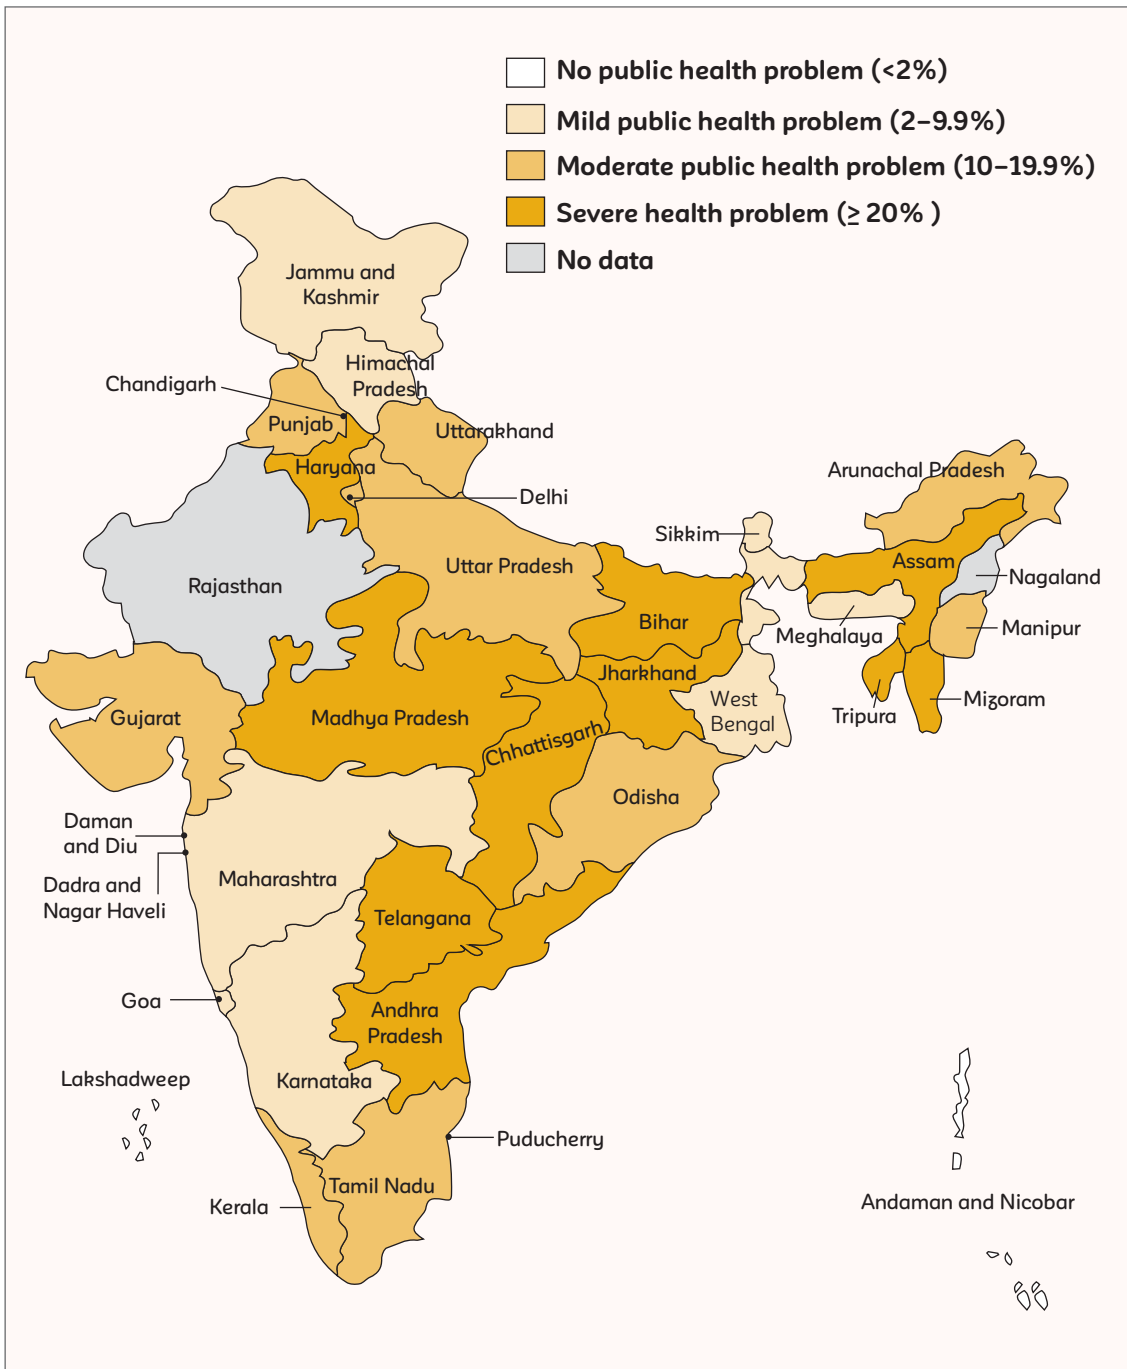 No public health problem (<2%)
Mild public health problem (2–9.9%)
Moderate public health problem (10–19.9%)
Severe health problem (≥ 20% )
No data
Jammu and
Kashmir
Himachal
Pradesh
Chandigarh
Punjab
Uttarakhand
Haryana
Delhi
Arunachal Pradesh
Sikkim
Assam
Nagaland
Uttar Pradesh
Rajasthan
Bihar
Meghalaya
Manipur
Jharkhand
Mizoram
Tripura
West
Bengal
Gujarat
Madhya Pradesh
Chhattisgarh
Odisha
Daman
and Diu
Dadra and
Nagar Haveli
Maharashtra
Telangana
Goa
Andhra
Pradesh
Lakshadweep
Karnataka
Puducherry
Tamil Nadu
Kerala
Andaman and Nicobar